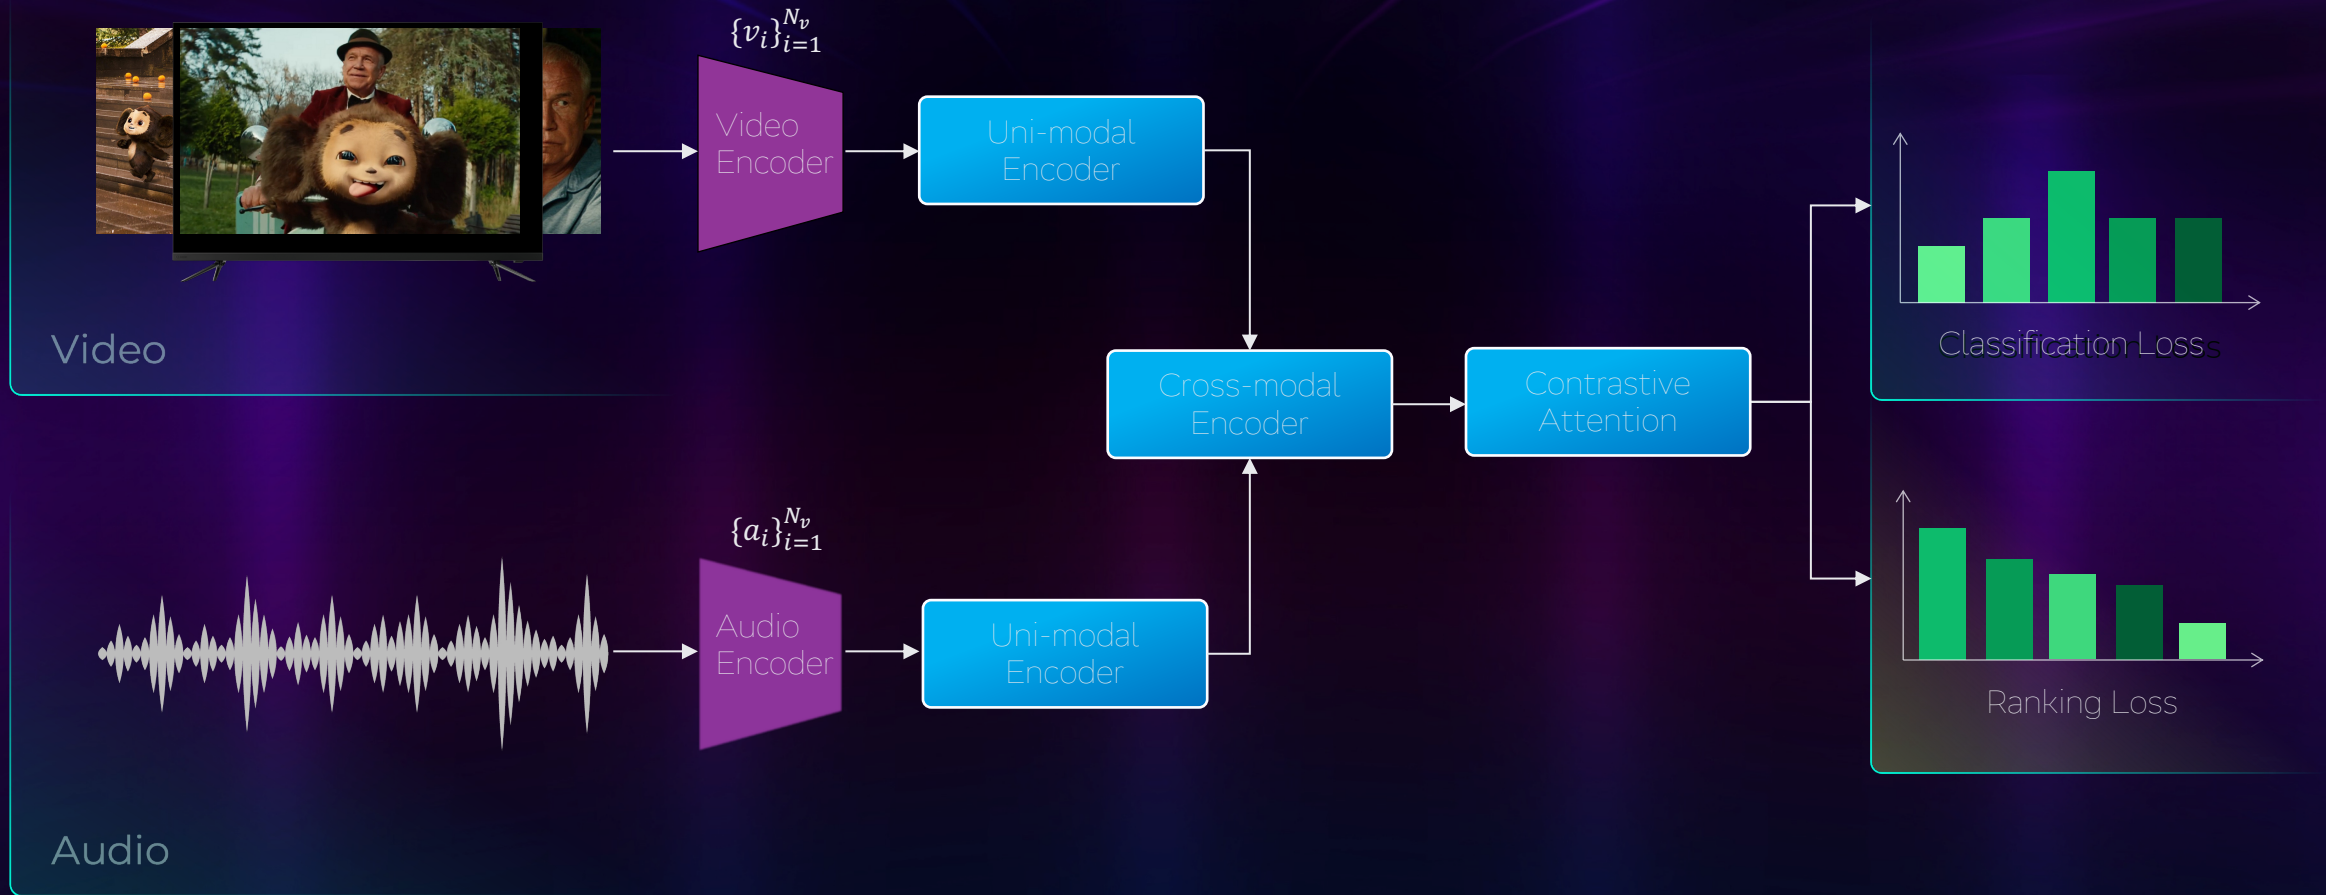 {v_i}_{i=1}^{N_v}
Video
Encoder
Uni-modal
Encoder
Video
Cross-modal
Encoder
Contrastive
Attention
Classification Loss
{a_i}_{i=1}^{N_v}
Audio
Encoder
Uni-modal
Encoder
Ranking Loss
Audio